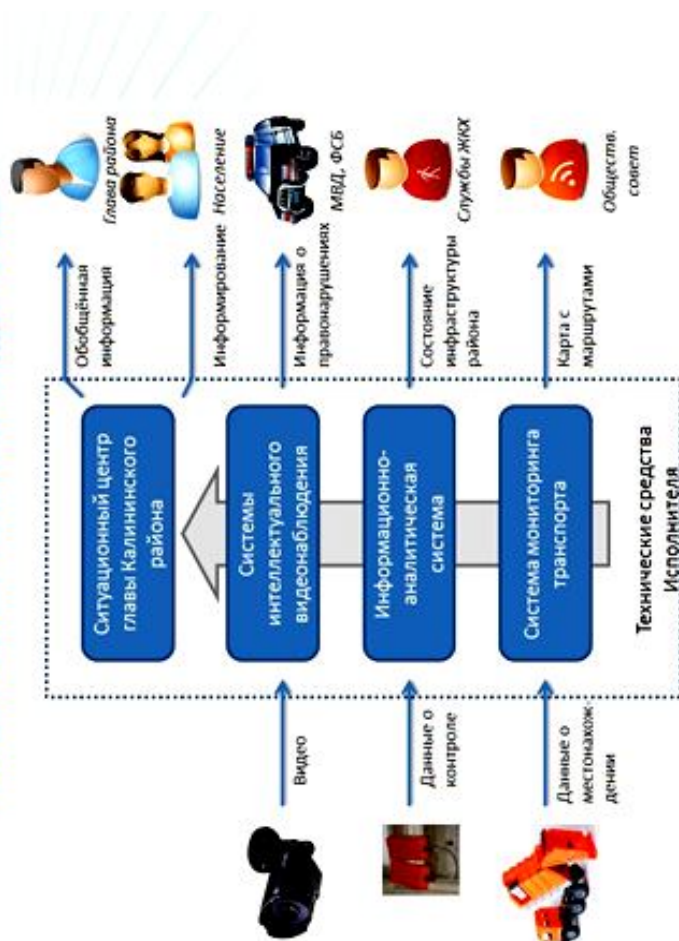 Видео
Данные о
контроле
Данные о
местонахож-
дении
Ситуационный центр
главы Калининского
района
Системы
интеллектуального
видеонаблюдения
Информационно-
аналитическая
система
Система мониторинга
транспорта
Технические средства
Исполнителя
Обобщённая
информация
Информирование
Информация о
правонарушениях
Состояние
инфраструктуры
района
Карта с
маршрутами
Глава района
Население
МВД, ФСБ
Службы ЖКХ
Обществ.
совет